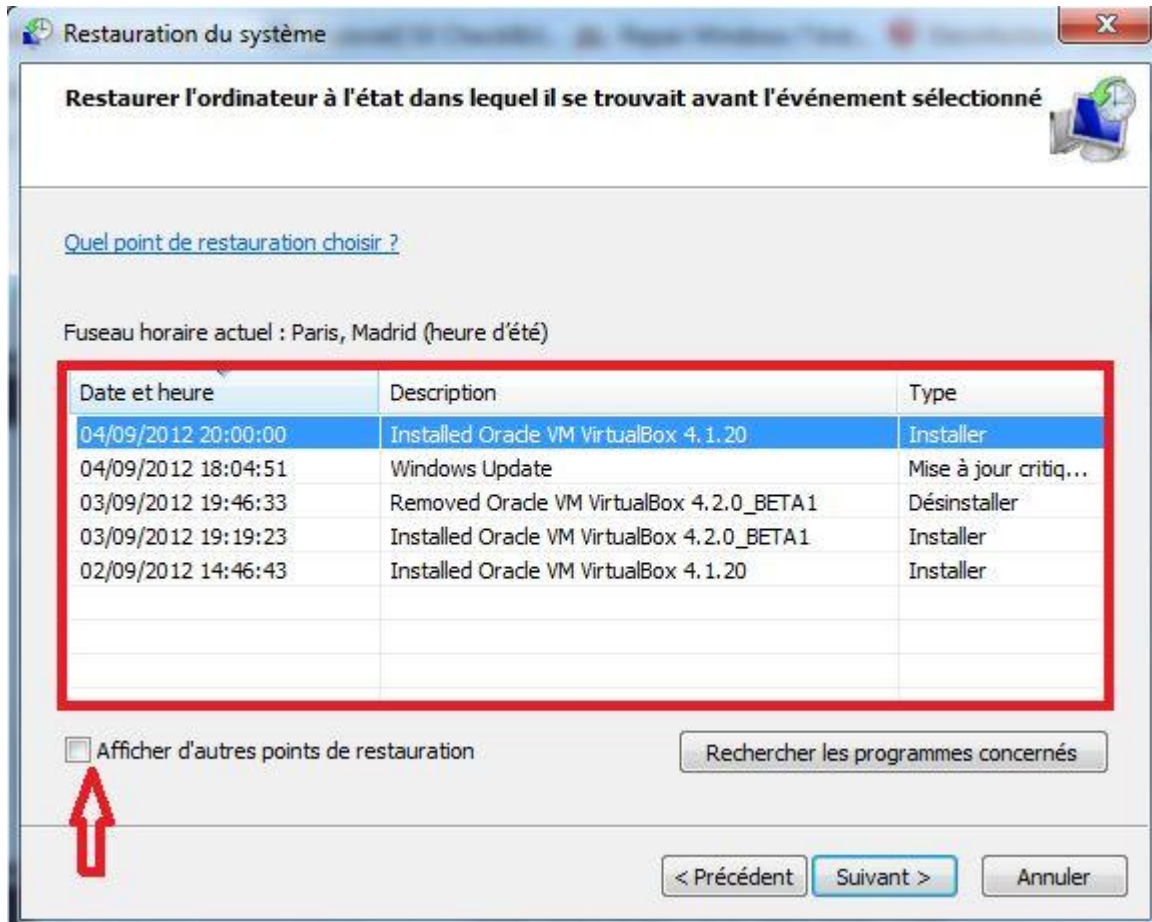 Restauration du système
Restaurer l'ordinateur à l'état dans lequel il se trouvait avant l'événement sélectionné
Quel point de restauration choisir ?
Fuseau horaire actuel : Paris, Madrid (heure d'été)
Date et heure Description Type
04/09/2012 20:00:00 Installed Oracle VM VirtualBox 4.1.20 Installer
04/09/2012 18:04:51 Windows Update Mise à jour critiq...
03/09/2012 19:46:33 Removed Oracle VM VirtualBox 4.2.0_BETA1 Désinstaller
03/09/2012 19:19:23 Installed Oracle VM VirtualBox 4.2.0_BETA1 Installer
02/09/2012 14:46:43 Installed Oracle VM VirtualBox 4.1.20 Installer
Afficher d'autres points de restauration Rechercher les programmes concernés
< Précédent Suivant > Annuler